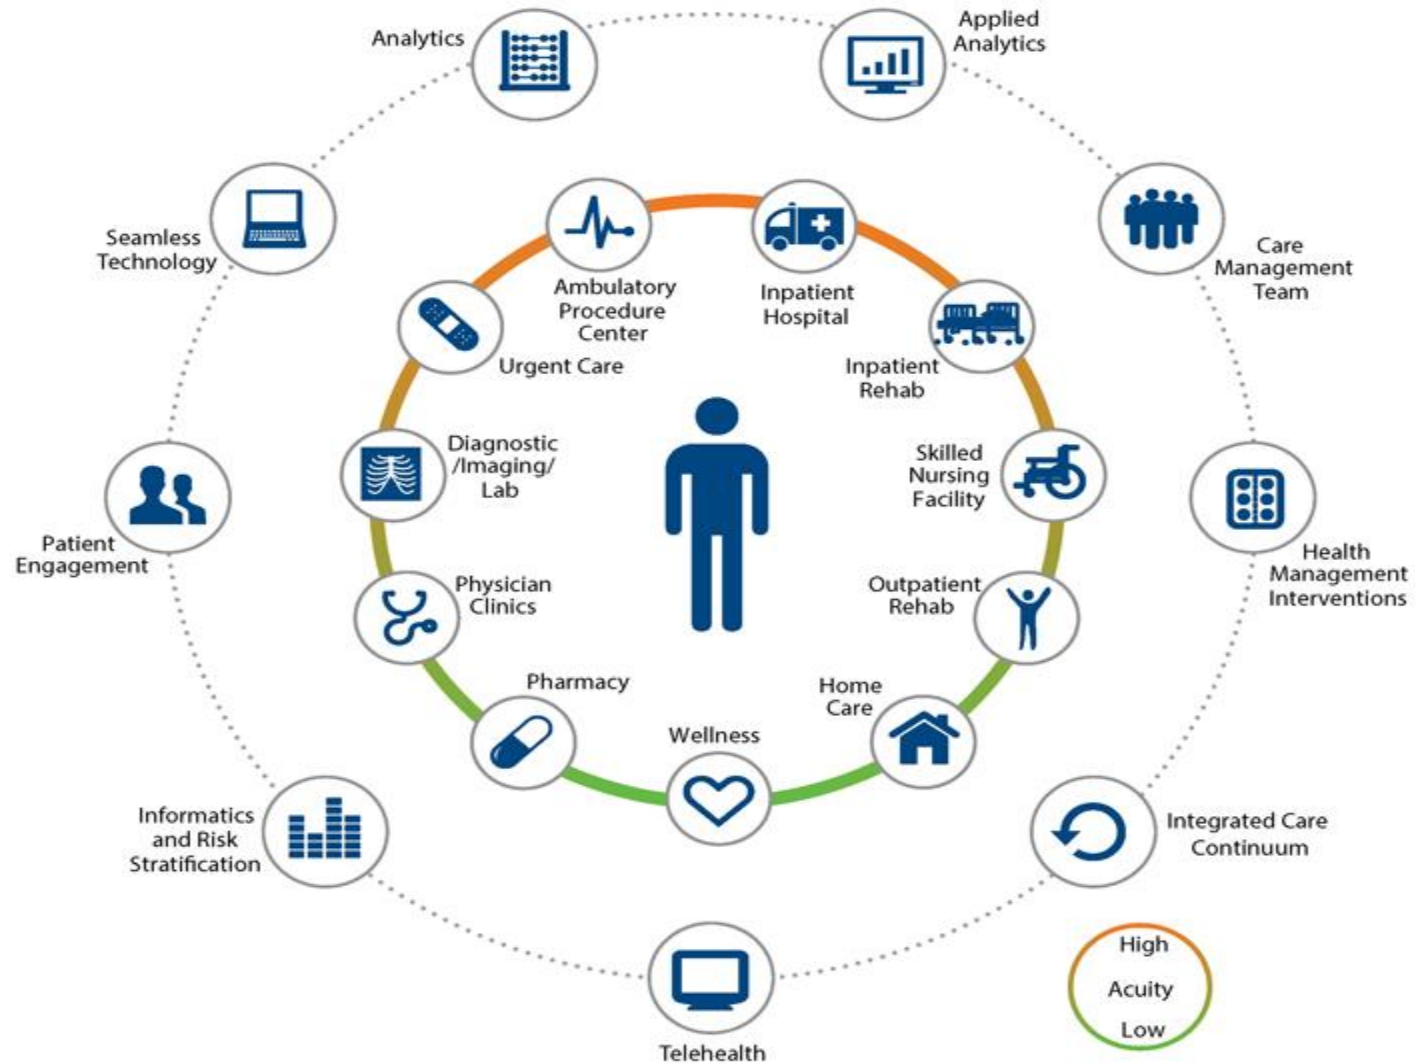 Analytics
Applied
Analytics
Seamless
Technology
Care
Management
Team
Ambulatory
Procedure
Center
Inpatient
Hospital
Urgent Care
Inpatient
Rehab
Diagnostic
/Imaging/
Lab
Skilled
Nursing
Facility
Patient
Engagement
Health
Management
Interventions
Physician
Clinics
Outpatient
Rehab
Pharmacy
Home
Care
Wellness
Informatics
and Risk
Stratification
Integrated Care
Continuum
Telehealth
High
Acuity
Low